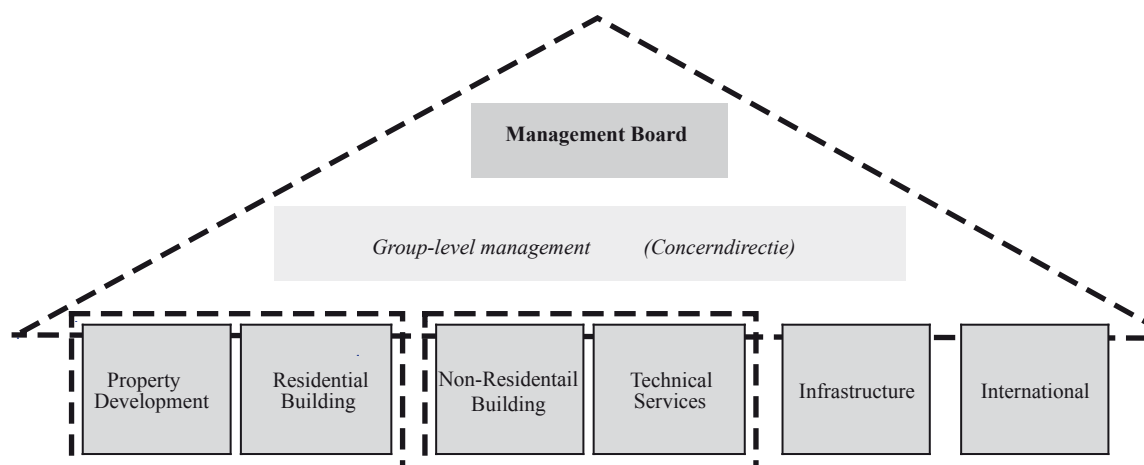 Management Board
Group-level management (Concerndirectie)
Property
Development
Residential
Building
Non-Residentail
Building
Technical
Services
Infrastructure
International